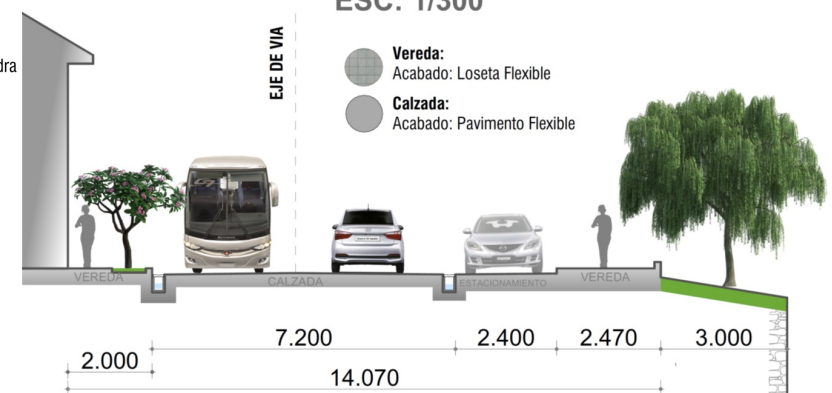 ESC: 1/300
dra
EJE DE VIA
Vereda:
Acabado: Loseta Flexible
Calzada:
Acabado: Pavimento Flexible
VEREDA
CALZADA
ESTACIONAMIENTO
VEREDA
7.200
2.400
2.470
3.000
2.000
14.070